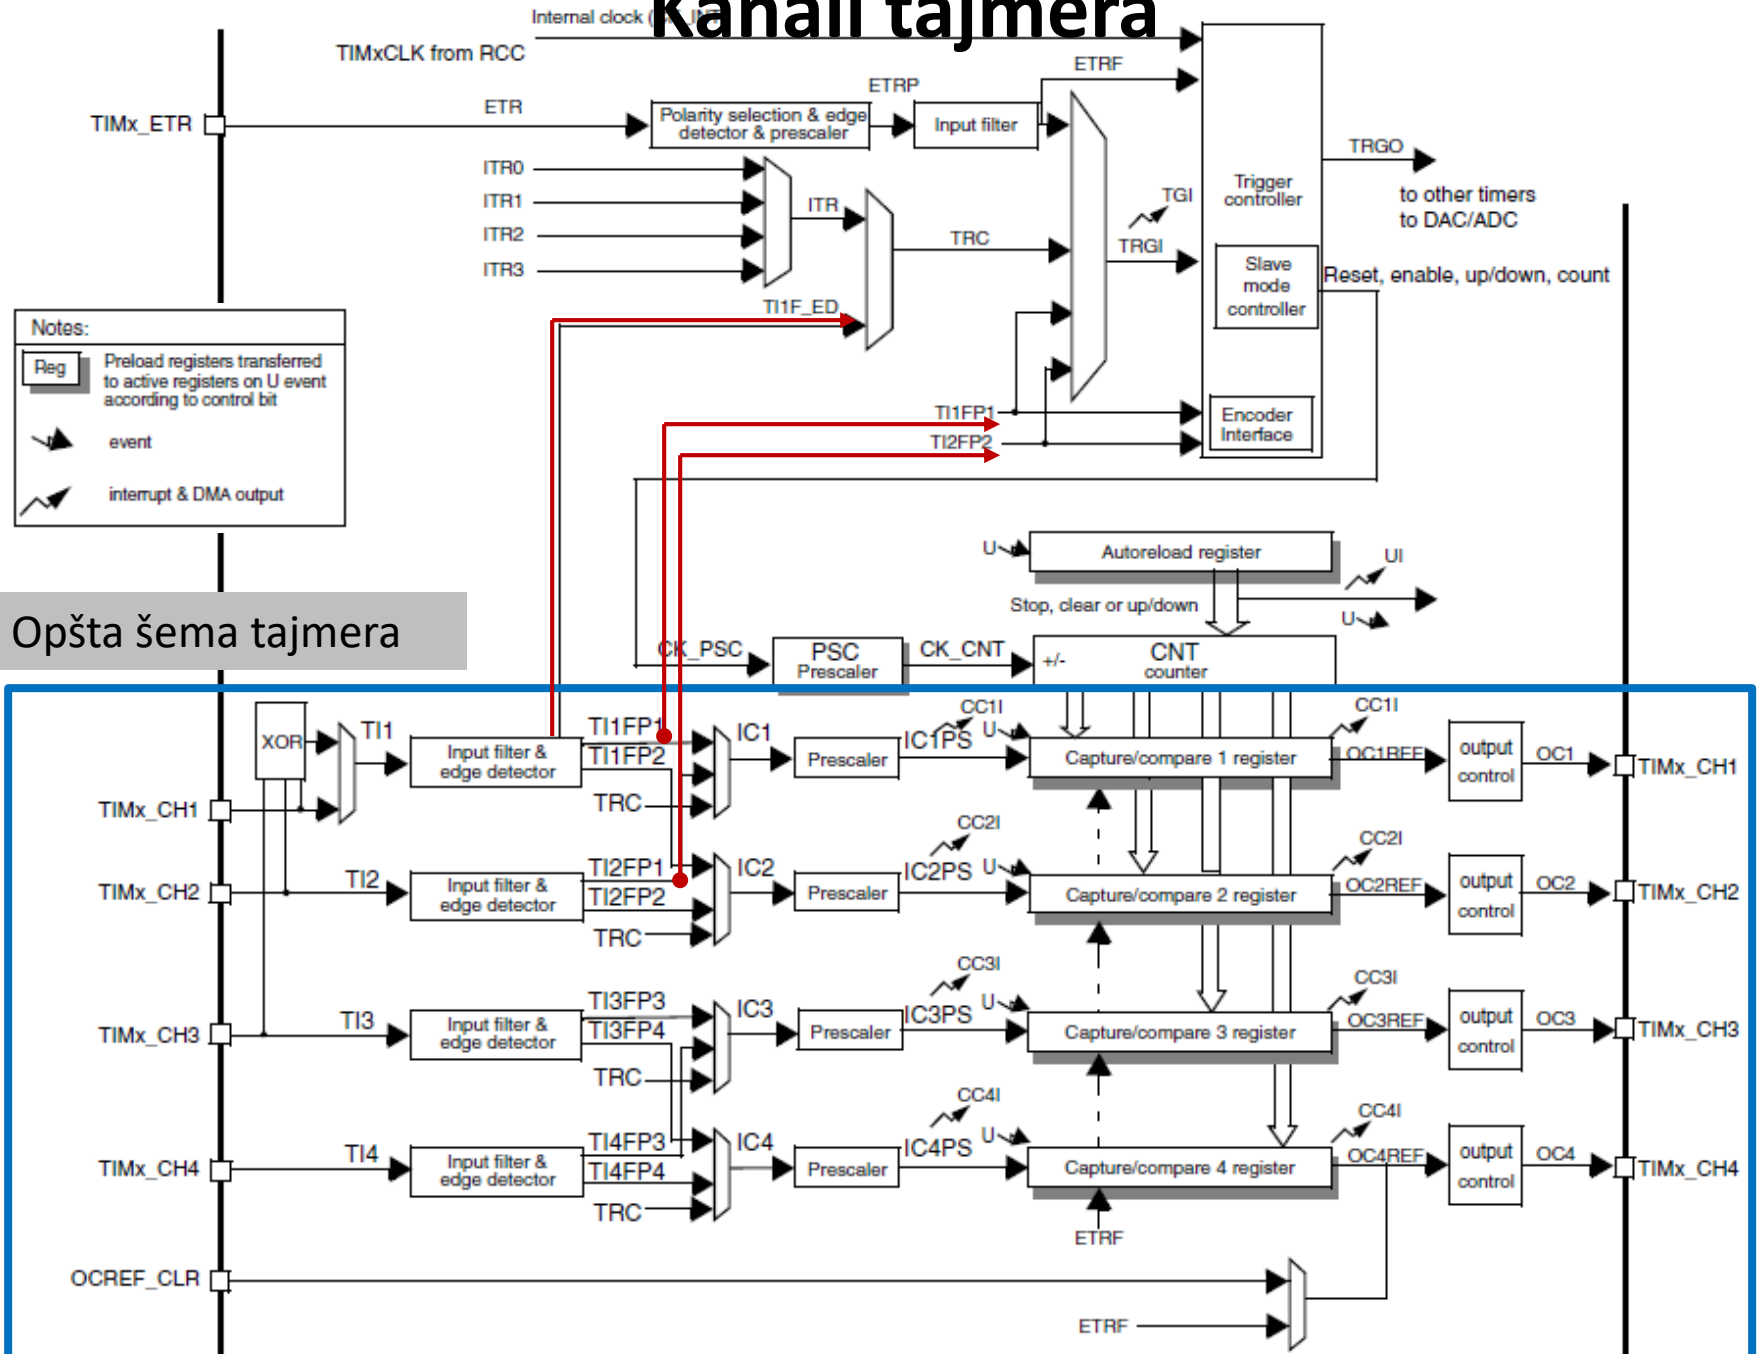 Kanali tajmera
Internal clock (
TIMxCLK from RCC
ETRF
ETRP
ETR
TIMx_ETR
Polarity selection & edge
detector & prescaler
Input filter
TRGO
to other timers
to DAC/ADC
ITR0
ITR1
ITR2
ITR3
ITR
TRC
TGI
TRGI
Trigger
controller
Slave
mode
controller
Reset, enable, up/down, count
TI1F_ED
TI1FP1
TI2FP2
Encoder
Interface
Notes:
Reg
Preload registers transferred
to active registers on U event
according to control bit
event
interrupt & DMA output
U
Autoreload register
UI
Stop, clear or up/down
U
Opšta šema tajmera
CK_PSC
PSC
Prescaler
CK_CNT
+/-
CNT
counter
XOR
TI1
Input filter &
edge detector
TI1FP1
TI1FP2
TRC
IC1
Prescaler
CC1I
IC1PS
U
Capture/compare 1 register
CC1I
OC1REF
output
control
OC1
TIMx_CH1
TIMx_CH1
TIMx_CH2
TI2
Input filter &
edge detector
TI2FP1
TI2FP2
TRC
IC2
Prescaler
CC2I
IC2PS
U
Capture/compare 2 register
CC2I
OC2REF
output
control
OC2
TIMx_CH2
TIMx_CH3
TI3
Input filter &
edge detector
TI3FP3
TI3FP4
TRC
IC3
Prescaler
CC3I
IC3PS
U
Capture/compare 3 register
CC3I
OC3REF
output
control
OC3
TIMx_CH3
TIMx_CH4
TI4
Input filter &
edge detector
TI4FP3
TI4FP4
TRC
IC4
Prescaler
CC4I
IC4PS
U
Capture/compare 4 register
CC4I
OC4REF
output
control
OC4
TIMx_CH4
ETRF
OCREF_CLR
ETRF